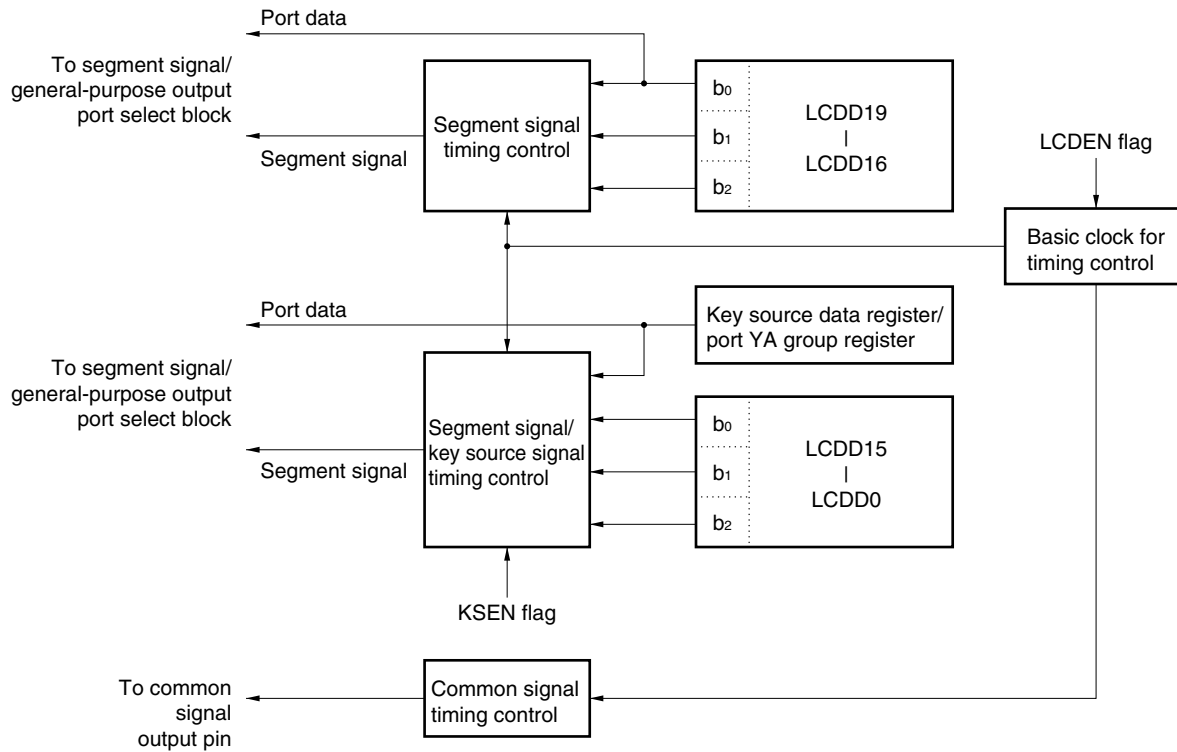 Port data
To segment signal/
general-purpose output
port select block
Segment signal
Segment signal
timing control
b0
b1
b2
LCDD19
|
LCDD16
LCDEN flag
Basic clock for
timing control
Port data
Key source data register/
port YA group register
To segment signal/
general-purpose output
port select block
Segment signal
Segment signal/
key source signal
timing control
b0
b1
b2
LCDD15
|
LCDD0
KSEN flag
To common
signal
output pin
Common signal
timing control